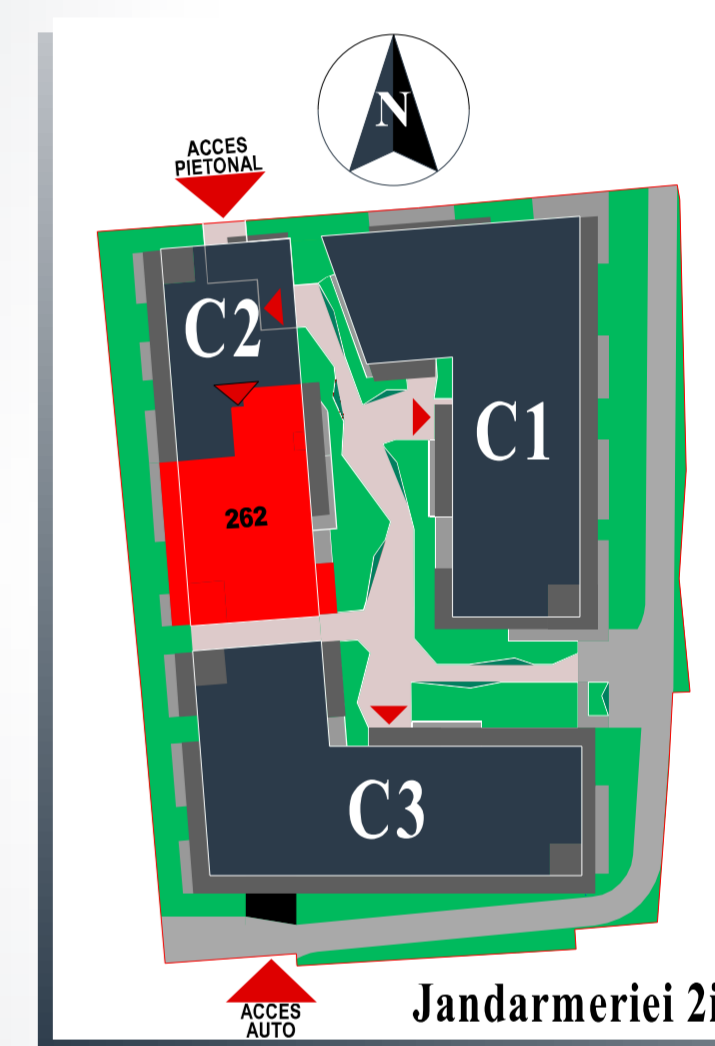 N
ACCES
PIETONAL
C2
C1
262
C3
ACCES
AUTO
Jandarmeriei 2i